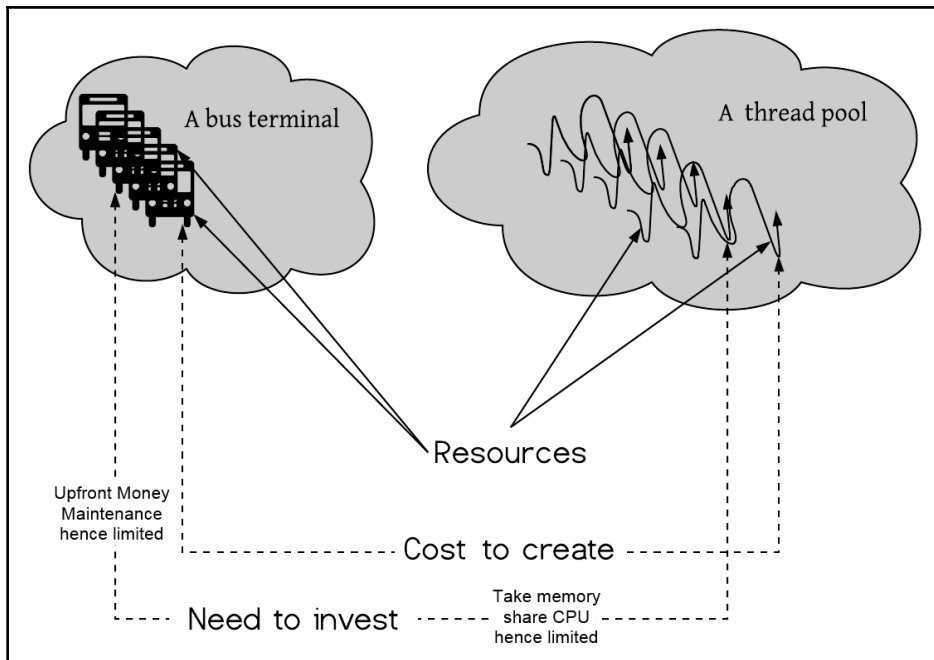 A bus terminal
A thread pool
Resources
Upfront Money
Maintenance
hence limited
Cost to create
Need to invest
Take memory
share CPU
hence limited